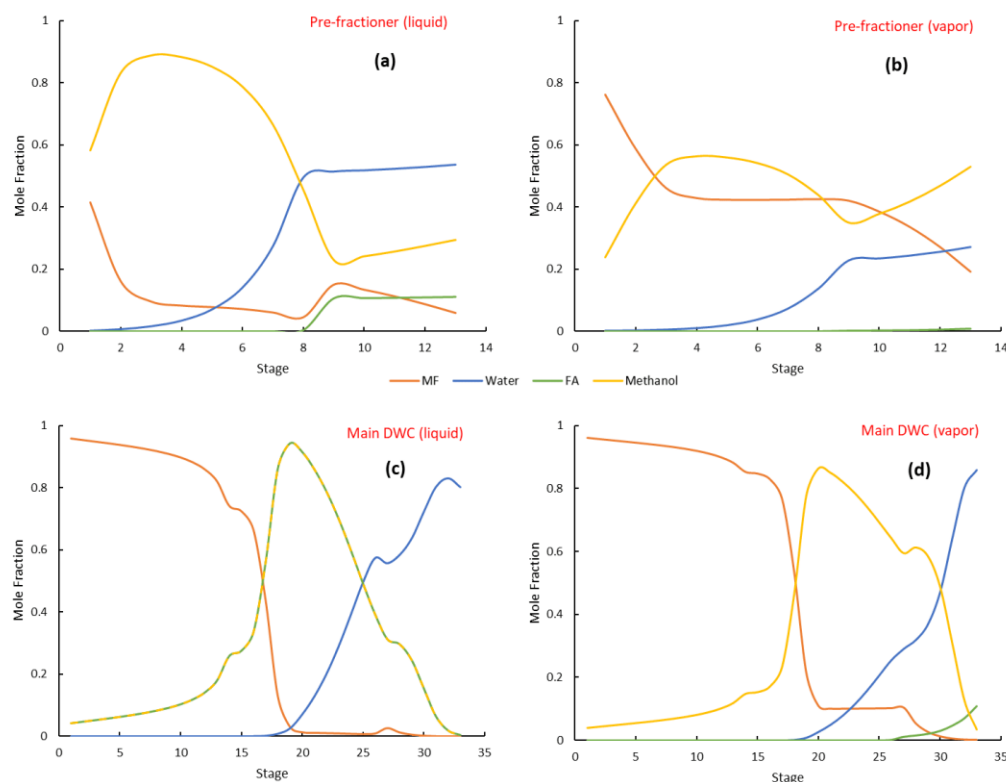 Pre-fractioner (liquid)
(a)
Mole Fraction
1
0.8
0.6
0.4
0.2
0
0 2 4 6 8 10 12 14
Stage
Pre-fractioner (vapor)
(b)
Mole Fraction
1
0.8
0.6
0.4
0.2
0
0 2 4 6 8 10 12 14
Stage
MF Water FA Methanol
Main DWC (liquid)
(c)
Mole Fraction
1
0.8
0.6
0.4
0.2
0
0 5 10 15 20 25 30 35
Stage
Main DWC (vapor)
(d)
Mole Fraction
1
0.8
0.6
0.4
0.2
0
0 5 10 15 20 25 30 35
Stage